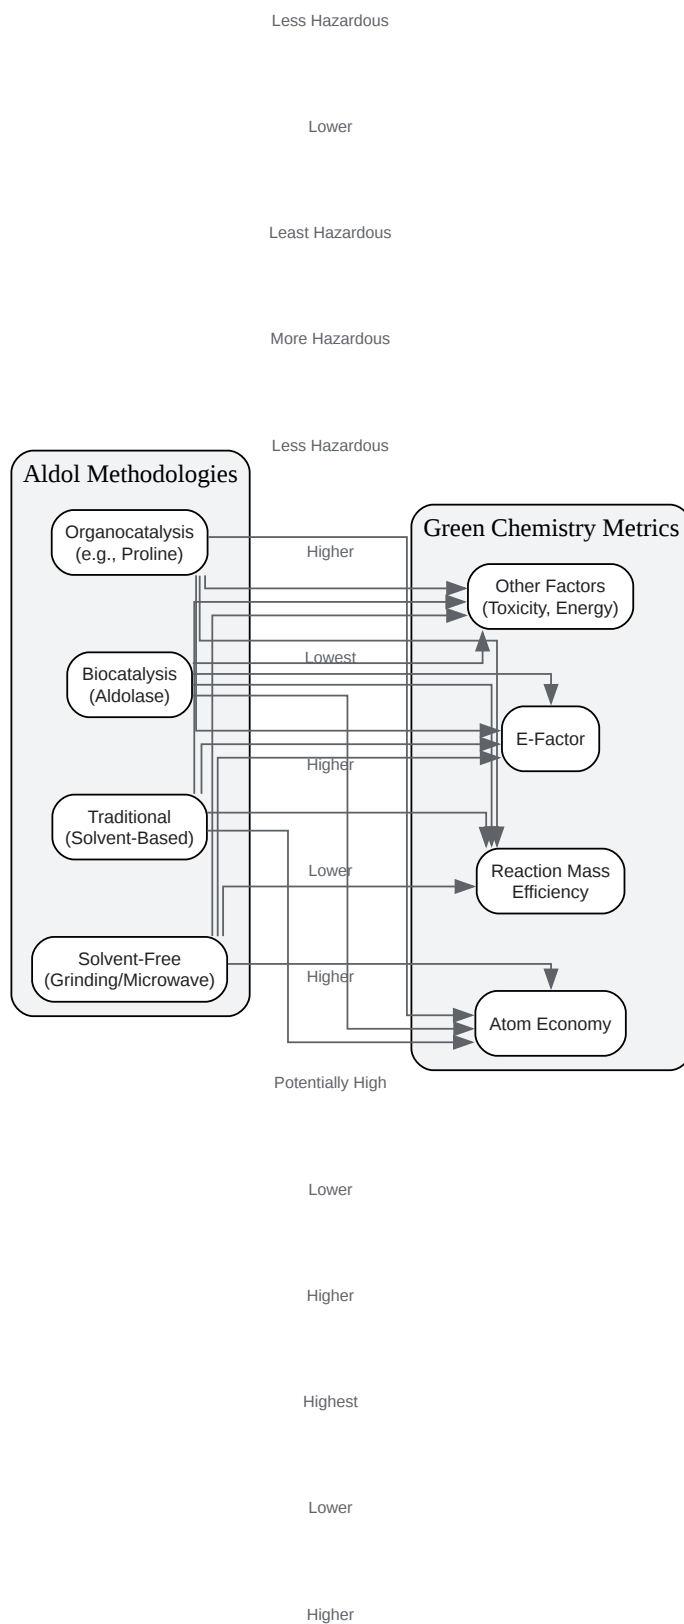 Less Hazardous
Lower
Least Hazardous
More Hazardous
Less Hazardous
Aldol Methodologies
Organocatalysis
(e.g., Proline)
Biocatalysis
(Aldolase)
Traditional
(Solvent-Based)
Solvent-Free
(Grinding/Microwave)
Higher
Lowest
Higher
Lower
Higher
Green Chemistry Metrics
Other Factors
(Toxicity, Energy)
E-Factor
Reaction Mass
Efficiency
Atom Economy
Potentially High
Lower
Higher
Highest
Lower
Higher